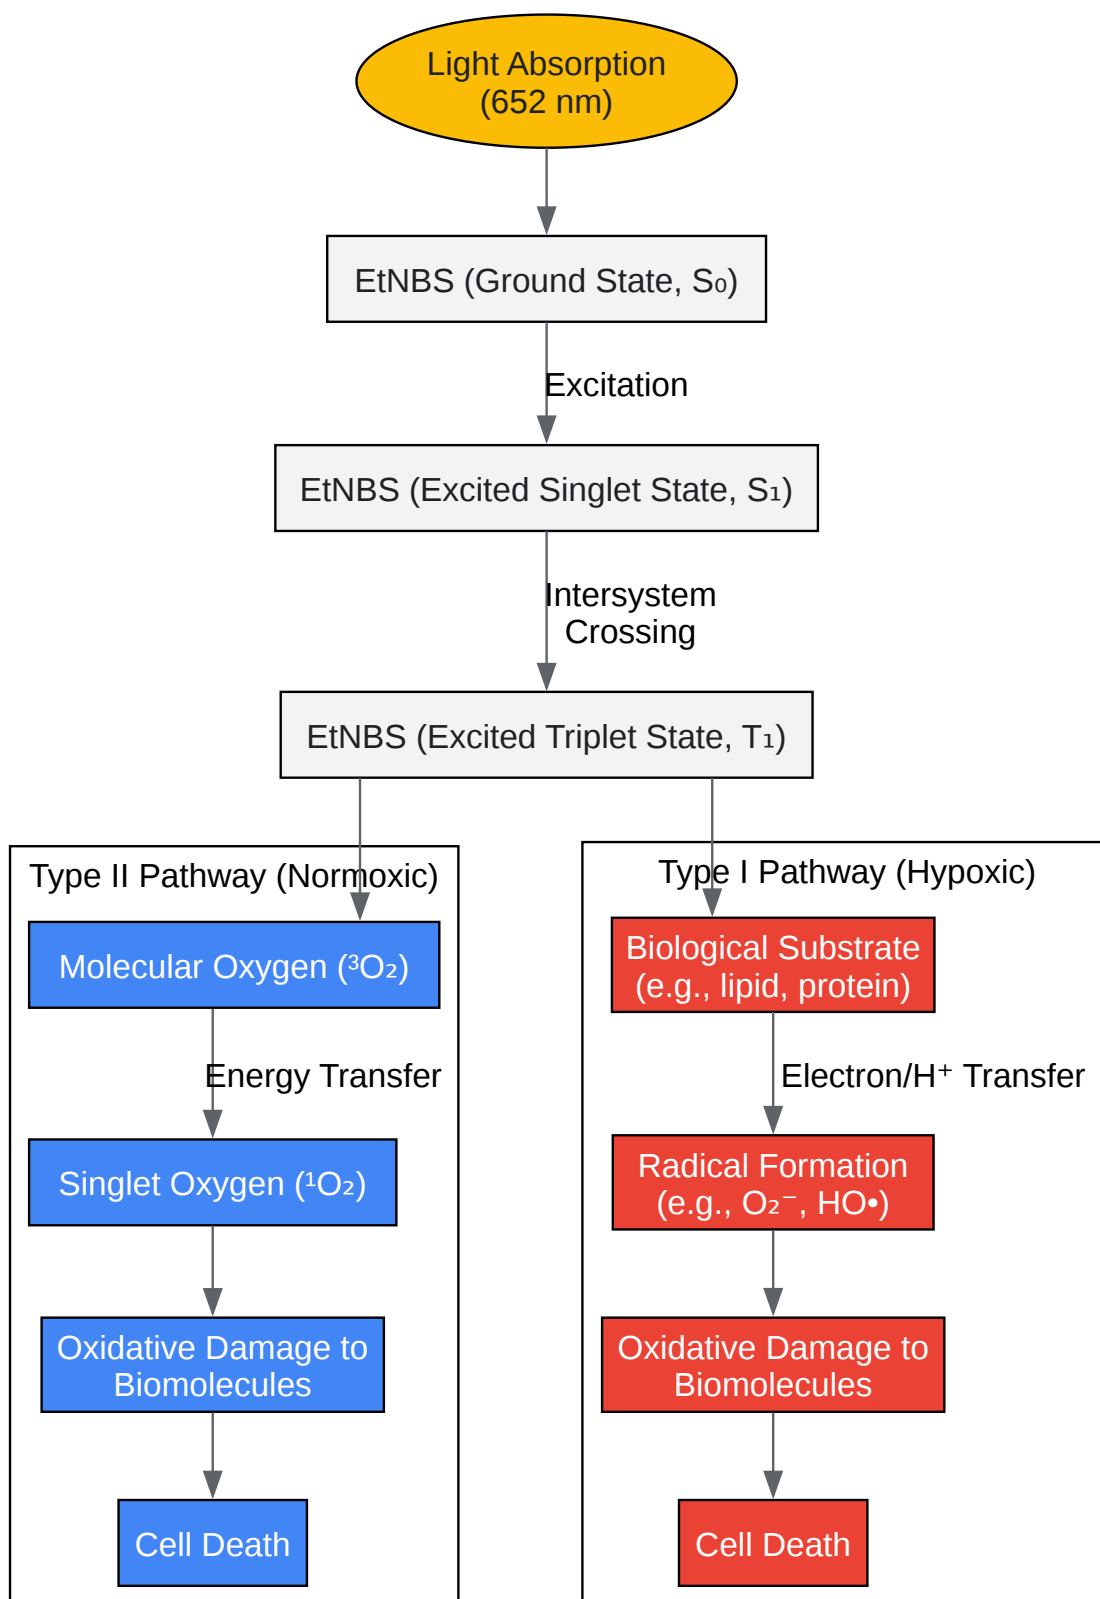 Light Absorption
(652 nm)
EtNBS (Ground State, S₀)
Excitation
EtNBS (Excited Singlet State, S₁)
Intersystem
Crossing
EtNBS (Excited Triplet State, T₁)
Type II Pathway (Normoxic)
Molecular Oxygen (³O₂)
Energy Transfer
Singlet Oxygen (¹O₂)
Oxidative Damage to
Biomolecules
Cell Death
Type I Pathway (Hypoxic)
Biological Substrate
(e.g., lipid, protein)
Electron/H⁺ Transfer
Radical Formation
(e.g., O₂⁻, HO•)
Oxidative Damage to
Biomolecules
Cell Death